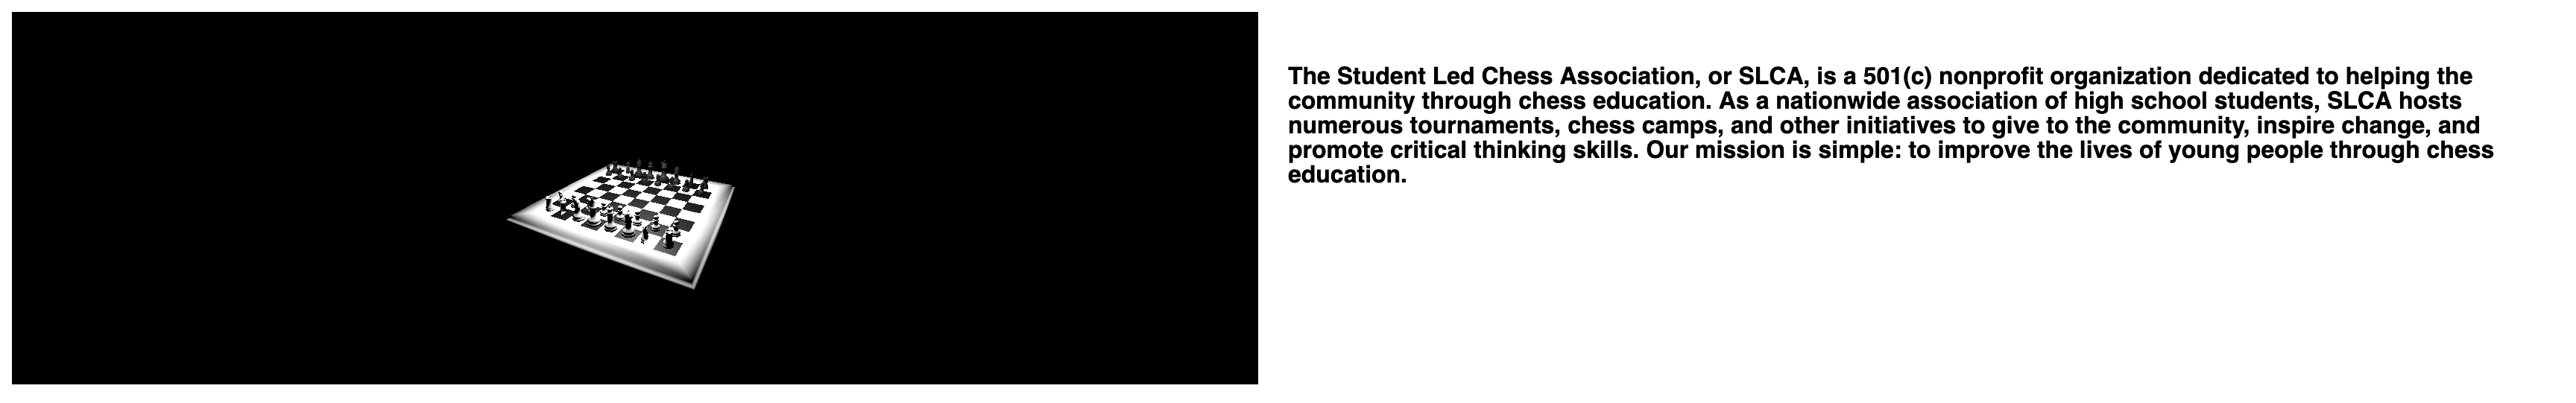 The Student Led Chess Association, or SLCA, is a 501(c) nonprofit organization dedicated to helping the
community through chess education. As a nationwide association of high school students, SLCA hosts
numerous tournaments, chess camps, and other initiatives to give to the community, inspire change, and
promote critical thinking skills. Our mission is simple: to improve the lives of young people through chess
education.